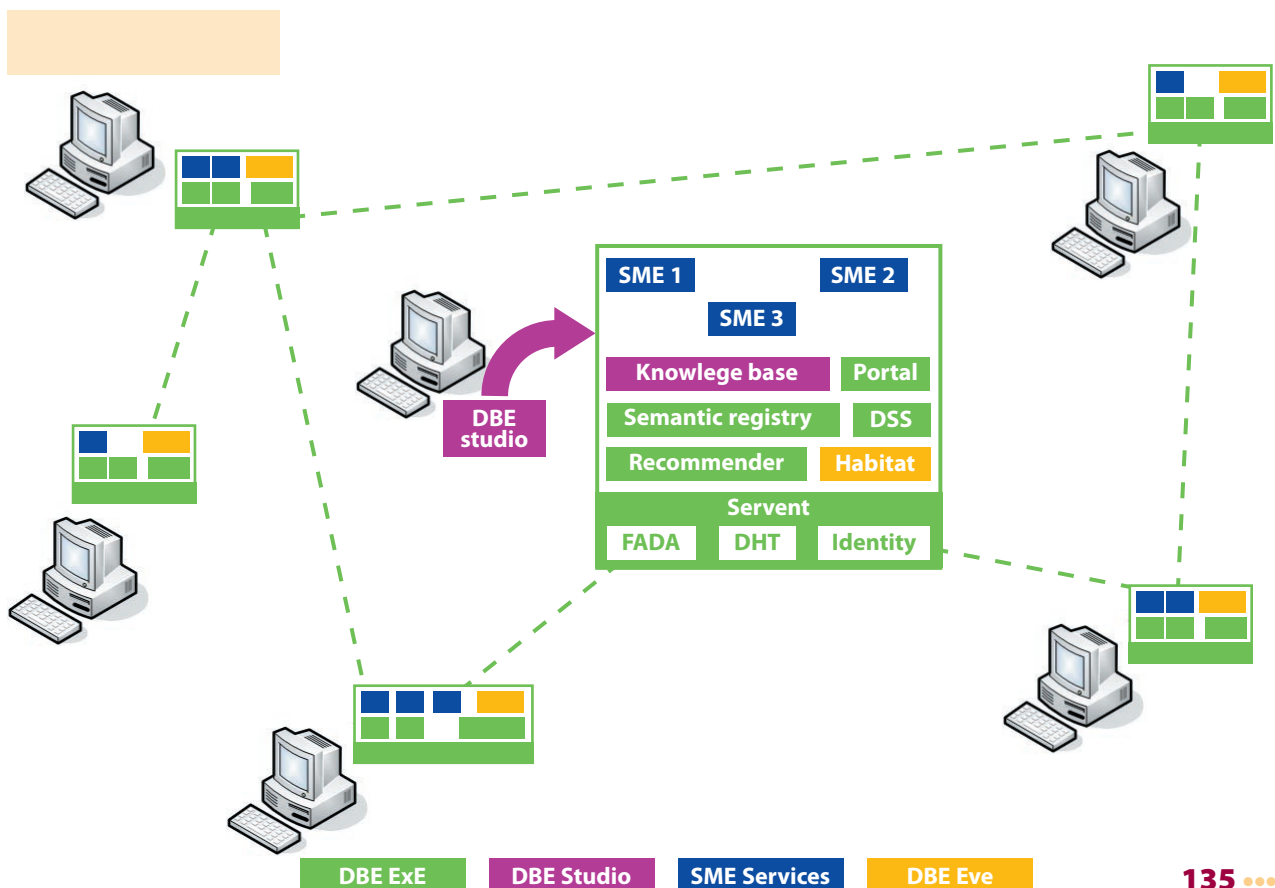 SME 1 SME 2
SME 3
Knowlege base Portal
DBE
studio
Semantic registry DSS
Recommender Habitat
Servent
FADA DHT Identity
DBE ExE DBE Studio SME Services DBE Eve
135